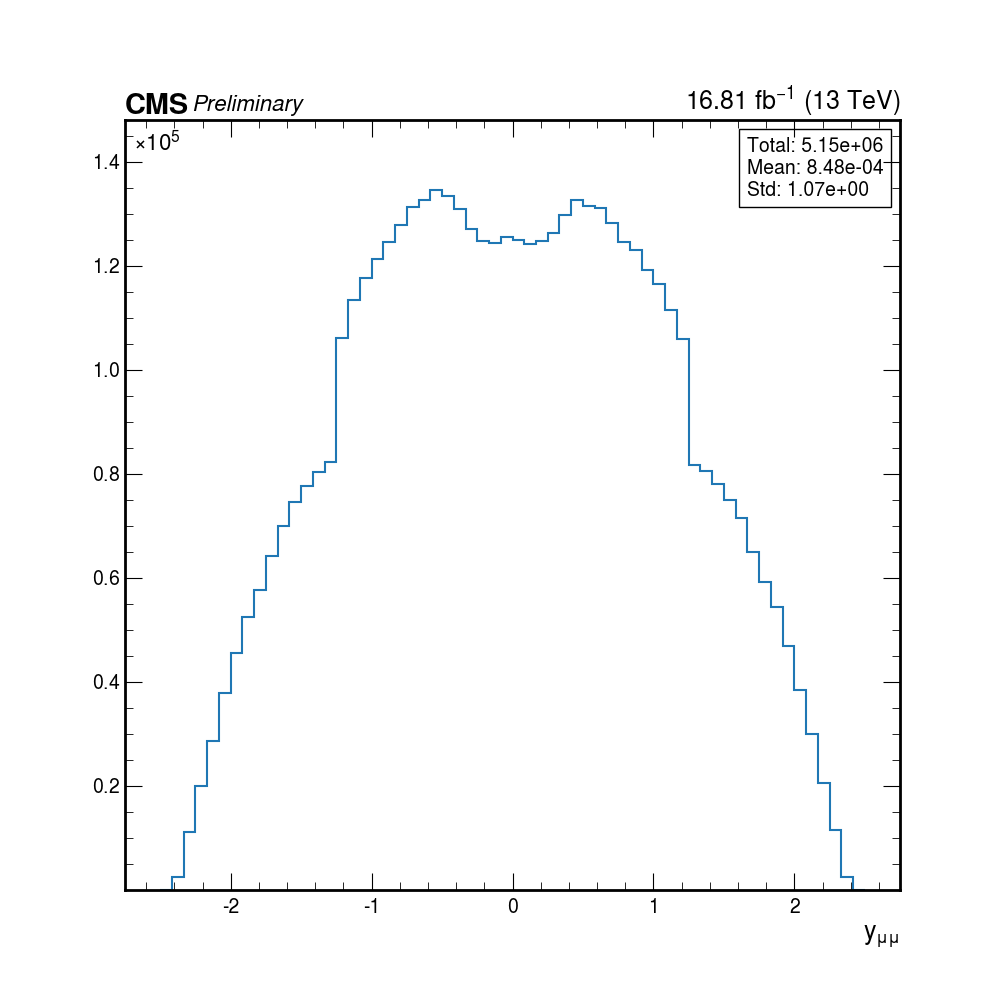 CMS Preliminary
16.81 fb⁻¹ (13 TeV)
×10⁵
Total: 5.15e+06
Mean: 8.48e-04
Std: 1.07e+00
1.4
1.2
1.0
0.8
0.6
0.4
0.2
-2 -1 0 1 2
yμμ